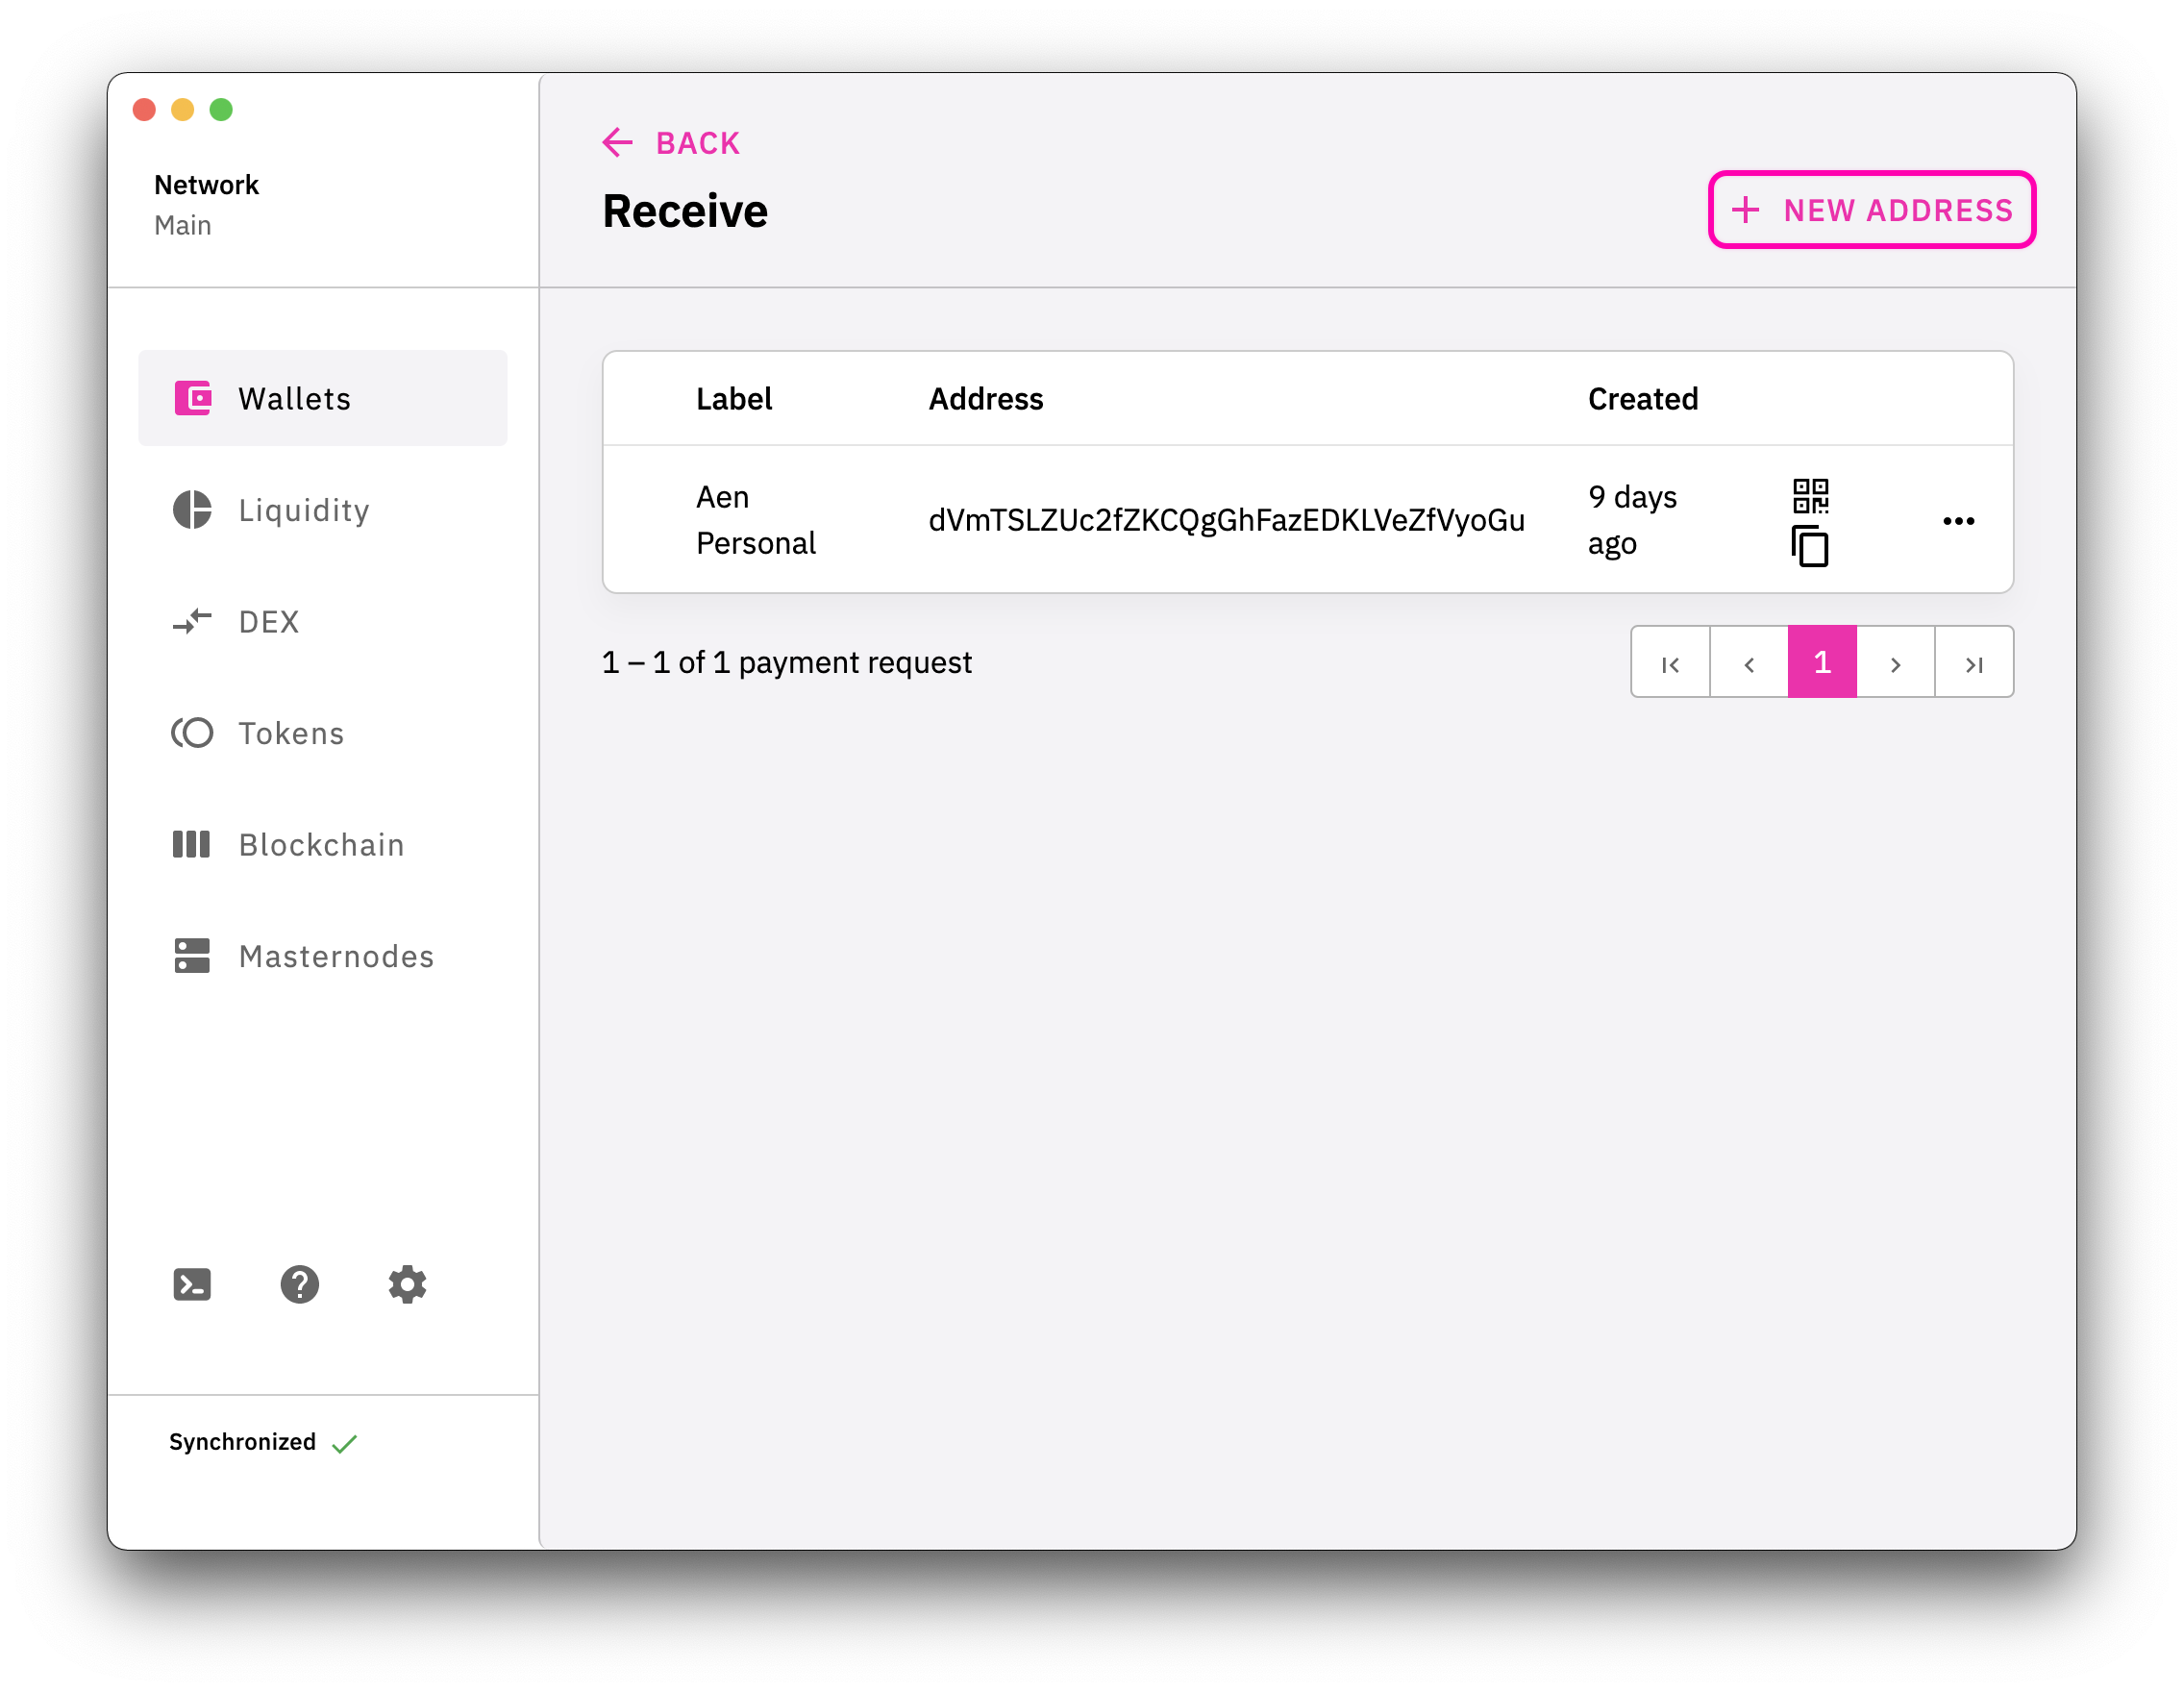 Network
Main
Wallets
Liquidity
DEX
Tokens
Blockchain
Masternodes
Synchronized
BACK
Receive
+ NEW ADDRESS
Label Address Created
Aen Personal dVmTSLZUc2fZKCQgGhFazEDKLVeZfVyoGu 9 days ago
1 – 1 of 1 payment request
1